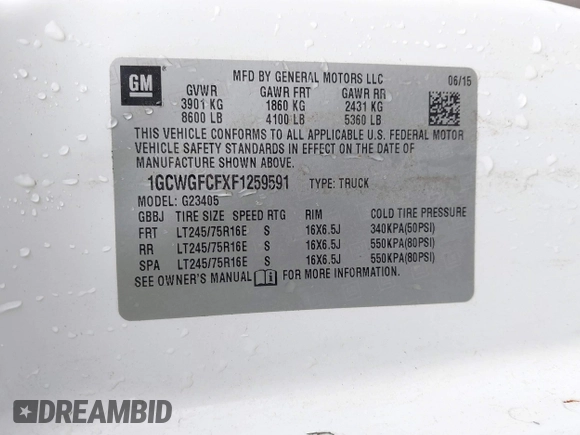 GM
MFD BY GENERAL MOTORS LLC 06/15
GVWR GAWR FRT GAWR RR
3901 KG 1860 KG 2431 KG
8600 LB 4100 LB 5360 LB
THIS VEHICLE CONFORMS TO ALL APPLICABLE U.S. FEDERAL MOTOR
VEHICLE SAFETY STANDARDS IN EFFECT ON THE DATE OF
MANUFACTURE SHOWN ABOVE.
1GCWGFCFXF1259591 TYPE: TRUCK
MODEL: G23405
GBBJ TIRE SIZE SPEED RTG RIM COLD TIRE PRESSURE
FRT LT245/75R16E S 16X6.5J 340KPA(50PSI)
RR LT245/75R16E S 16X6.5J 550KPA(80PSI)
SPA LT245/75R16E S 16X6.5J 550KPA(80PSI)
SEE OWNER'S MANUAL FOR MORE INFORMATION.
DREAMBID